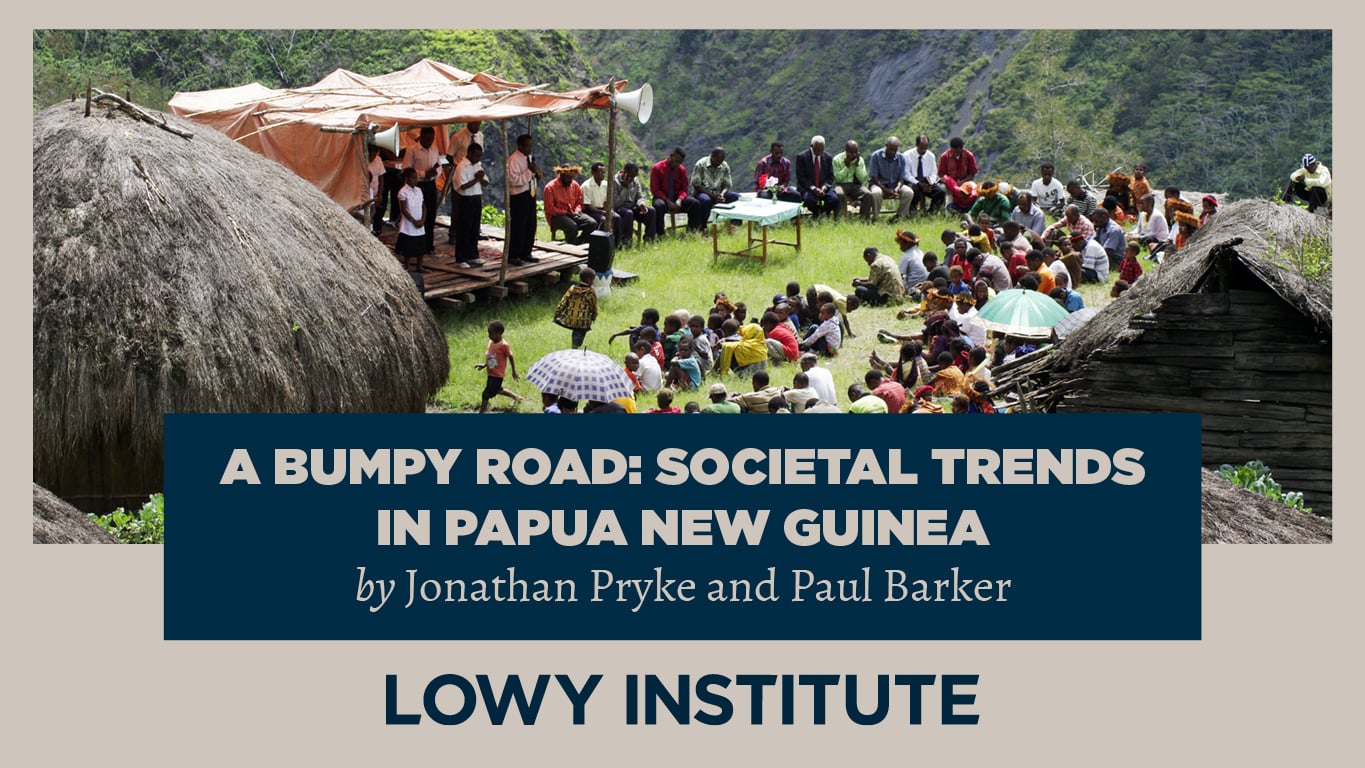 A BUMPY ROAD: SOCIETAL TRENDS
IN PAPUA NEW GUINEA
by Jonathan Pryke and Paul Barker
LOWY INSTITUTE